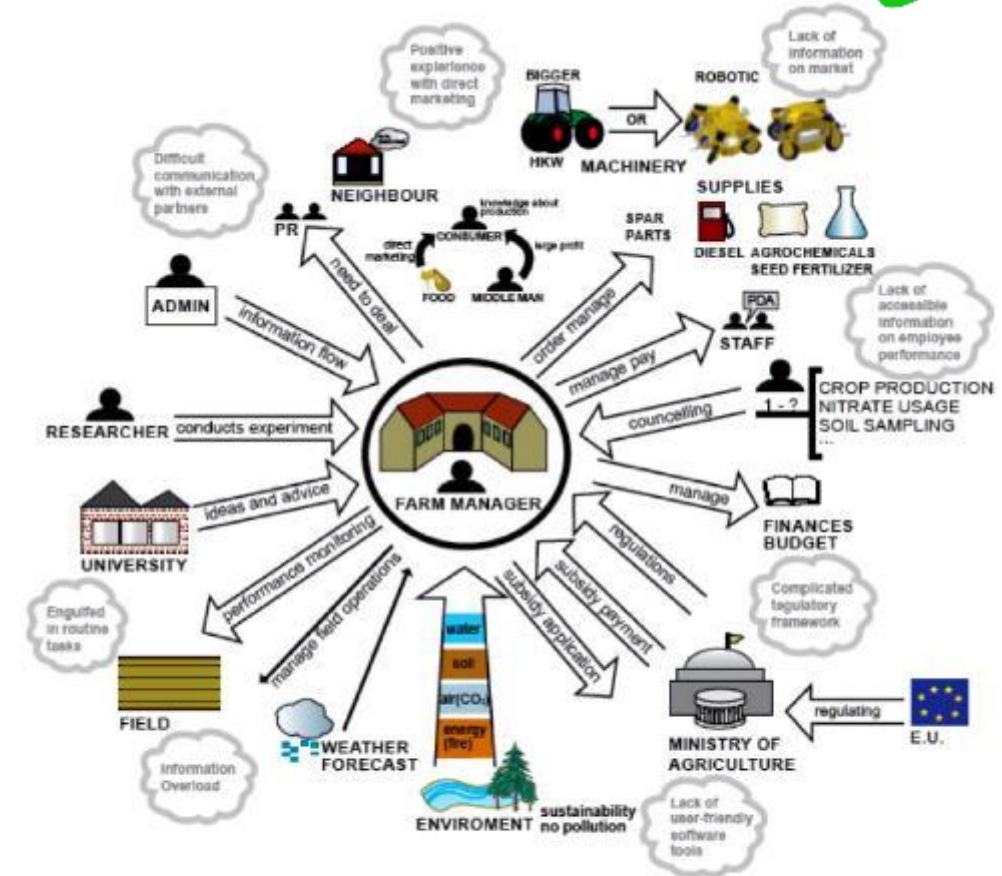 Positive
explerience
with direct
marketing
Lack of
information
on market
BIGGER
HKW
OR
MACHINERY
ROBOTIC
Difficult
communication
with external
partners
NEIGHBOUR
PR
need to deal
knowledge about
production
CONSUMER
direct
marketing
large profit
FOOD
MIDDLE MAN
SPAR
PARTS
SUPPLIES
DIESEL
AGROCHEMICALS
SEED FERTILIZER
order manage
ADMIN
information flow
PDA
STAFF
manage pay
Lack of
accessible
information
on employee
performance
RESEARCHER
conducts experiment
councelling
1 - ?
CROP PRODUCTION
NITRATE USAGE
SOIL SAMPLING
...
FARM MANAGER
UNIVERSITY
ideas and advice
manage
FINANCES
BUDGET
performance monitoring
manage field operations
regulations
subsidy payment
subsidy application
Engulfed
in routine
tasks
Complicated
tegulatory
framework
FIELD
WEATHER
FORECAST
water
soil
air(CO₂)
energy
(fire)
MINISTRY OF
AGRICULTURE
regulating
E.U.
Information
Overload
ENVIROMENT
sustainability
no pollution
Lack of
user-friendly
software
tools